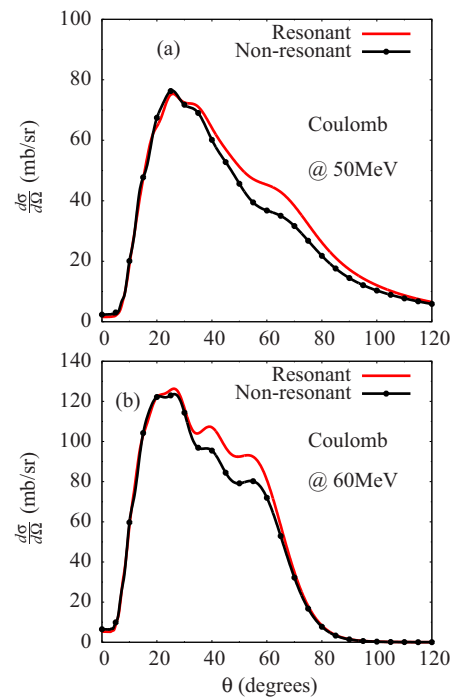 100
80
60
40
20
0
dσ/dΩ (mb/sr)
(a)
Resonant
Non-resonant
Coulomb
@ 50MeV
0 20 40 60 80 100 120
140
120
100
80
60
40
20
0
dσ/dΩ (mb/sr)
(b)
Resonant
Non-resonant
Coulomb
@ 60MeV
0 20 40 60 80 100 120
θ (degrees)